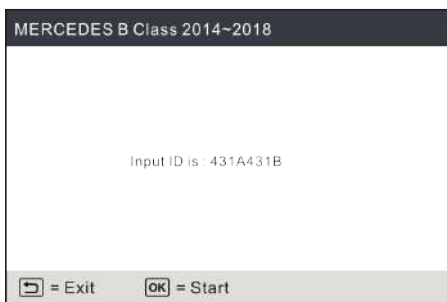 MERCEDES B Class 2014~2018
Input ID is : 431A431B
= Exit OK = Start